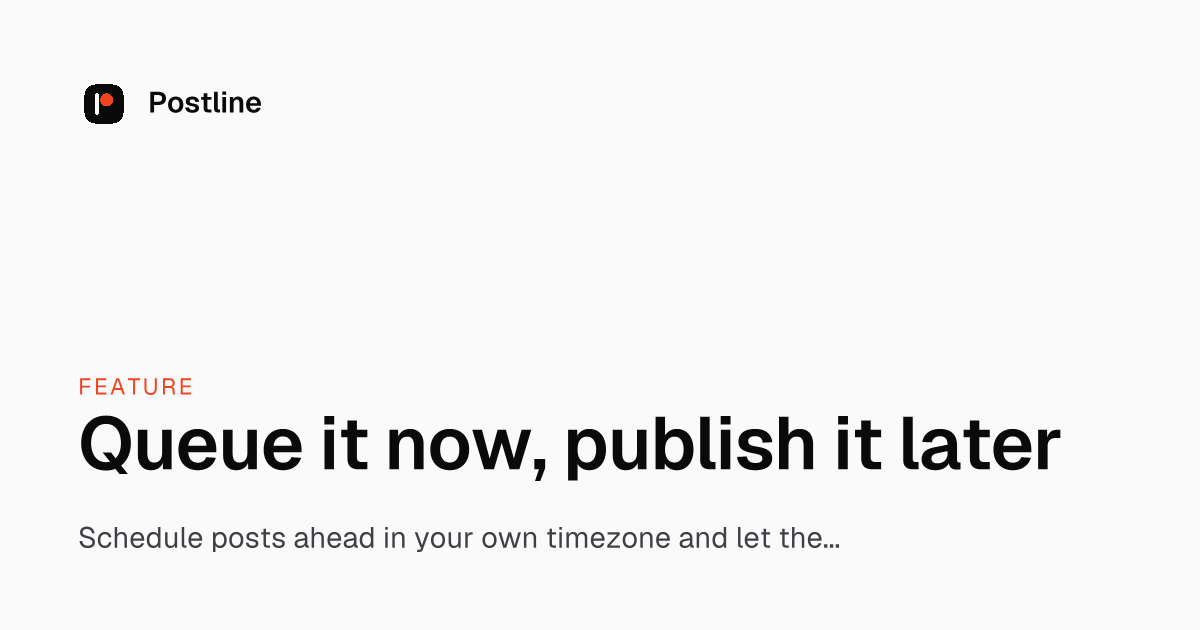 Postline
FEATURE
Queue it now, publish it later
Schedule posts ahead in your own timezone and let the...